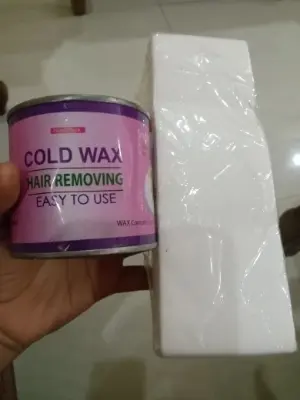 COLD WAX
HAIR REMOVING
EASY TO USE